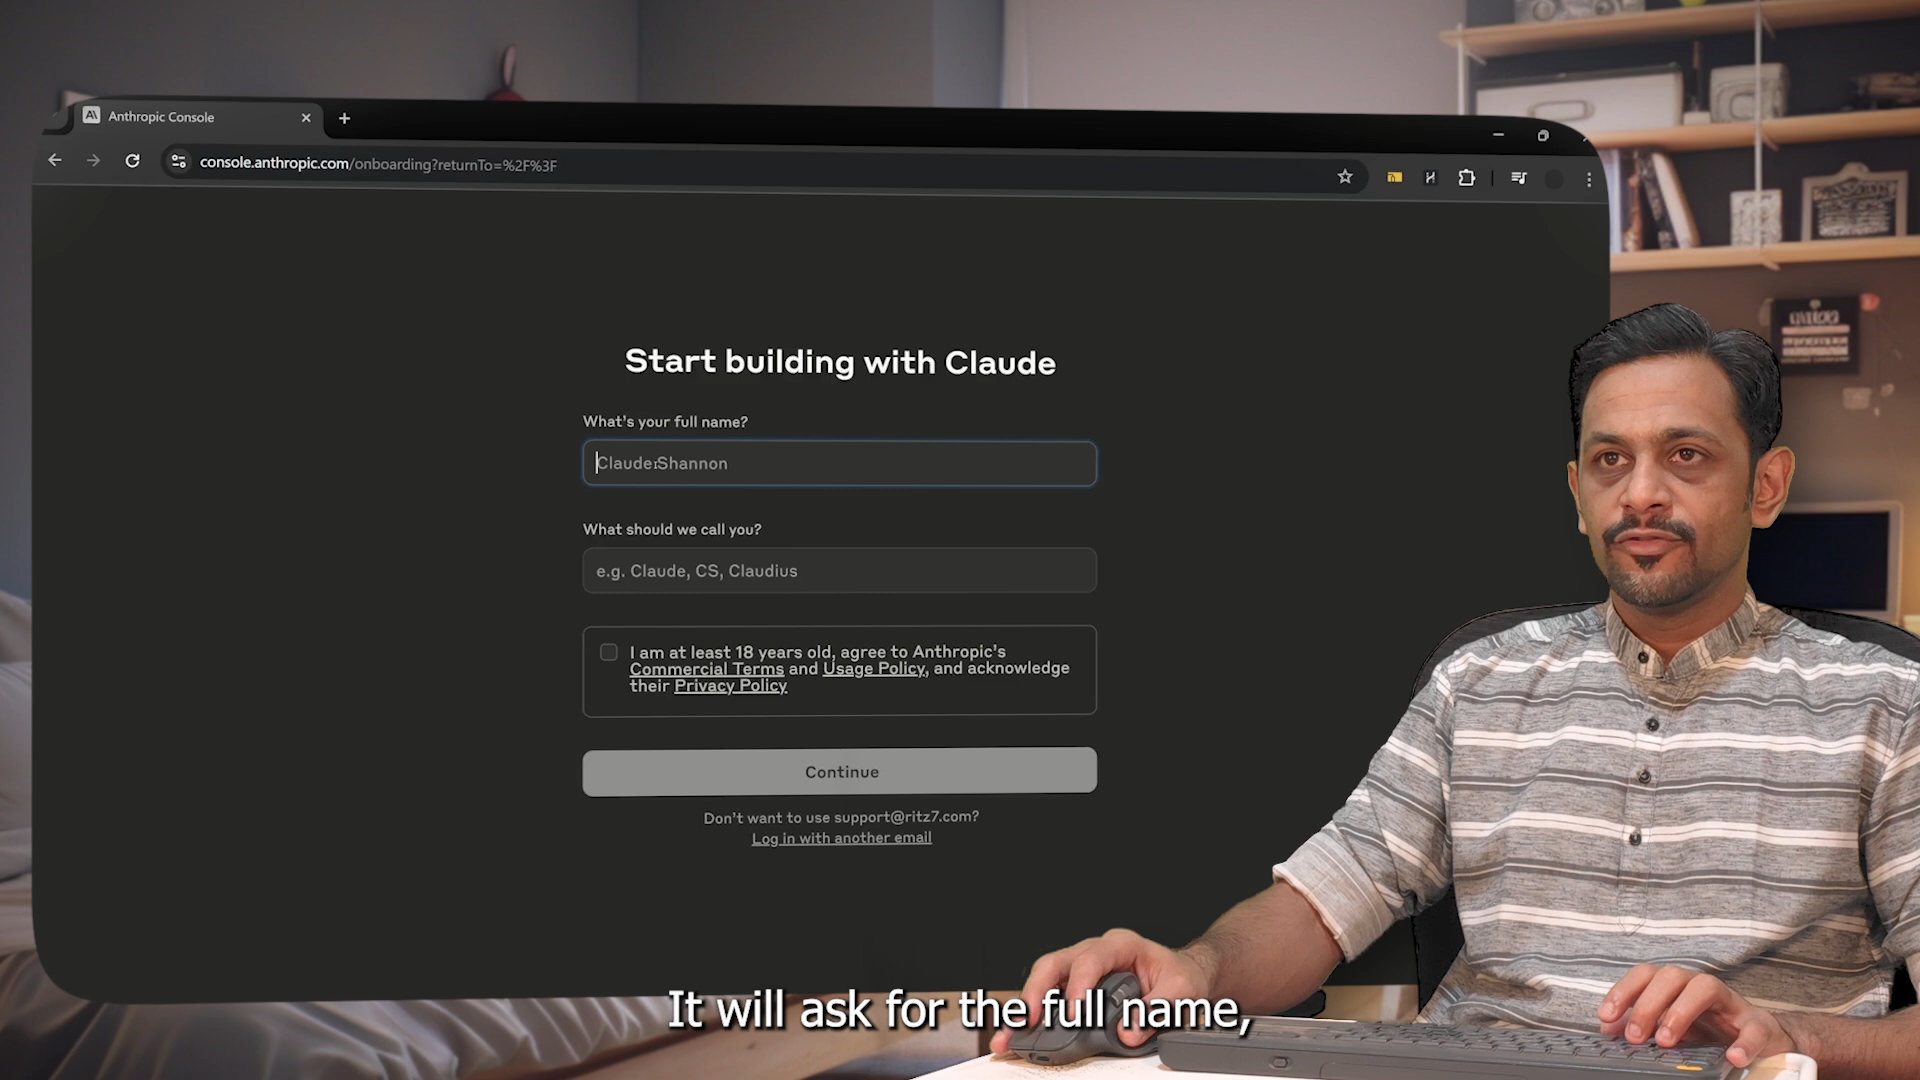 Anthropic Console
console.anthropic.com/onboarding?returnTo=%2F%3F
Start building with Claude
What's your full name?
Claude Shannon
What should we call you?
e.g. Claude, CS, Claudius
I am at least 18 years old, agree to Anthropic's
Commercial Terms and Usage Policy, and acknowledge
their Privacy Policy
Continue
Don't want to use support@ritz7.com?
Log in with another email
It will ask for the full name,